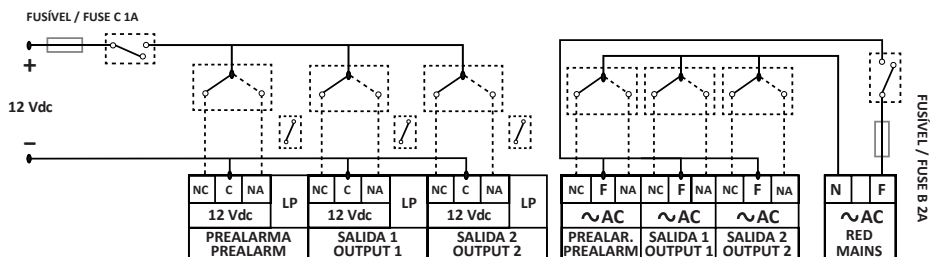 FUSÍVEL / FUSE C 1A
+
12 Vdc
−
FUSÍVEL / FUSE B 2A
NC C NA LP NC C NA LP NC C NA LP
12 Vdc 12 Vdc 12 Vdc
PREALARMA SALIDA 1 SALIDA 2
PREALARM OUTPUT 1 OUTPUT 2
NC F NA NC F NA NC F NA N F
~AC ~AC ~AC ~AC
PREALAR. SALIDA 1 SALIDA 2 RED
PREALARM OUTPUT 1 OUTPUT 2 MAINS